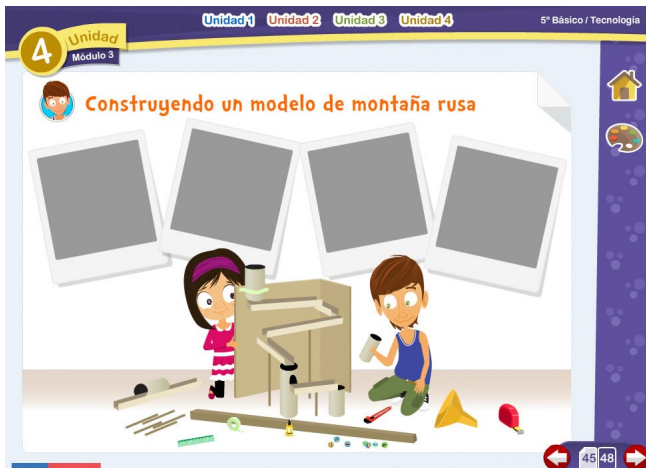 Unidad 1 Unidad 2 Unidad 3 Unidad 4
5° Básico / Tecnología
4 Unidad
Módulo 3
Construyendo un modelo de montaña rusa
45 48